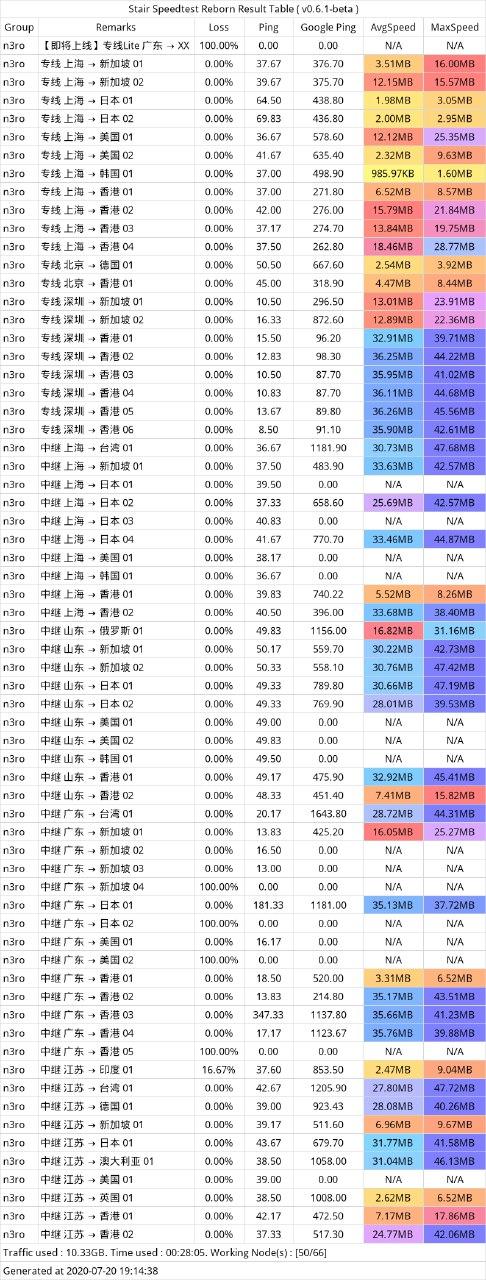 Stair Speedtest Reborn Result Table ( v0.6.1-beta )
Group Remarks Loss Ping Google Ping AvgSpeed MaxSpeed
n3ro 【即将上线】专线Lite 广东 → XX 100.00% 0.00 0.00 N/A N/A
n3ro 专线 上海 → 新加坡 01 0.00% 37.67 376.70 3.51MB 16.00MB
n3ro 专线 上海 → 新加坡 02 0.00% 39.67 375.70 12.15MB 15.57MB
n3ro 专线 上海 → 日本 01 0.00% 64.50 438.80 1.98MB 3.05MB
n3ro 专线 上海 → 日本 02 0.00% 69.83 436.80 2.00MB 2.95MB
n3ro 专线 上海 → 美国 01 0.00% 36.67 578.60 12.12MB 25.35MB
n3ro 专线 上海 → 美国 02 0.00% 41.67 635.40 2.32MB 9.63MB
n3ro 专线 上海 → 韩国 01 0.00% 37.00 498.90 985.97KB 1.60MB
n3ro 专线 上海 → 香港 01 0.00% 37.00 271.80 6.52MB 8.57MB
n3ro 专线 上海 → 香港 02 0.00% 42.00 276.00 15.79MB 21.84MB
n3ro 专线 上海 → 香港 03 0.00% 37.17 274.70 13.84MB 19.75MB
n3ro 专线 上海 → 香港 04 0.00% 37.50 262.80 18.46MB 28.77MB
n3ro 专线 北京 → 德国 01 0.00% 50.50 667.60 2.54MB 3.92MB
n3ro 专线 北京 → 香港 01 0.00% 45.00 318.90 4.47MB 8.44MB
n3ro 专线 深圳 → 新加坡 01 0.00% 10.50 296.50 13.01MB 23.91MB
n3ro 专线 深圳 → 新加坡 02 0.00% 16.33 872.60 12.89MB 22.36MB
n3ro 专线 深圳 → 香港 01 0.00% 15.50 96.20 32.91MB 39.71MB
n3ro 专线 深圳 → 香港 02 0.00% 12.83 98.30 36.25MB 44.22MB
n3ro 专线 深圳 → 香港 03 0.00% 10.50 87.70 35.95MB 41.02MB
n3ro 专线 深圳 → 香港 04 0.00% 10.83 87.70 36.11MB 44.68MB
n3ro 专线 深圳 → 香港 05 0.00% 13.67 89.80 36.26MB 45.56MB
n3ro 专线 深圳 → 香港 06 0.00% 8.50 91.10 35.90MB 42.61MB
n3ro 中继 上海 → 台湾 01 0.00% 36.67 1181.90 30.73MB 47.68MB
n3ro 中继 上海 → 新加坡 01 0.00% 37.50 483.90 33.63MB 42.57MB
n3ro 中继 上海 → 日本 01 0.00% 39.50 0.00 N/A N/A
n3ro 中继 上海 → 日本 02 0.00% 37.33 658.60 25.69MB 42.57MB
n3ro 中继 上海 → 日本 03 0.00% 40.83 0.00 N/A N/A
n3ro 中继 上海 → 日本 04 0.00% 41.67 770.70 33.46MB 44.87MB
n3ro 中继 上海 → 美国 01 0.00% 38.17 0.00 N/A N/A
n3ro 中继 上海 → 韩国 01 0.00% 36.67 0.00 N/A N/A
n3ro 中继 上海 → 香港 01 0.00% 39.83 740.22 5.52MB 8.26MB
n3ro 中继 上海 → 香港 02 0.00% 40.50 396.00 33.68MB 38.40MB
n3ro 中继 山东 → 俄罗斯 01 0.00% 49.83 1156.00 16.82MB 31.16MB
n3ro 中继 山东 → 新加坡 01 0.00% 50.17 559.70 30.22MB 42.73MB
n3ro 中继 山东 → 新加坡 02 0.00% 50.33 558.10 30.76MB 47.42MB
n3ro 中继 山东 → 日本 01 0.00% 49.33 789.80 30.66MB 47.19MB
n3ro 中继 山东 → 日本 02 0.00% 49.33 769.90 28.01MB 39.53MB
n3ro 中继 山东 → 美国 01 0.00% 49.00 0.00 N/A N/A
n3ro 中继 山东 → 美国 02 0.00% 49.83 0.00 N/A N/A
n3ro 中继 山东 → 韩国 01 0.00% 49.50 0.00 N/A N/A
n3ro 中继 山东 → 香港 01 0.00% 49.17 475.90 32.92MB 45.41MB
n3ro 中继 山东 → 香港 02 0.00% 48.33 451.40 7.41MB 15.82MB
n3ro 中继 广东 → 台湾 01 0.00% 20.17 1643.80 28.72MB 44.31MB
n3ro 中继 广东 → 新加坡 01 0.00% 13.83 425.20 16.05MB 25.27MB
n3ro 中继 广东 → 新加坡 02 0.00% 16.50 0.00 N/A N/A
n3ro 中继 广东 → 新加坡 03 0.00% 13.00 0.00 N/A N/A
n3ro 中继 广东 → 新加坡 04 100.00% 0.00 0.00 N/A N/A
n3ro 中继 广东 → 日本 01 0.00% 181.33 1181.00 35.13MB 37.72MB
n3ro 中继 广东 → 日本 02 100.00% 0.00 0.00 N/A N/A
n3ro 中继 广东 → 美国 01 0.00% 16.17 0.00 N/A N/A
n3ro 中继 广东 → 美国 02 100.00% 0.00 0.00 N/A N/A
n3ro 中继 广东 → 香港 01 0.00% 18.50 520.00 3.31MB 6.52MB
n3ro 中继 广东 → 香港 02 0.00% 13.83 214.80 35.17MB 43.51MB
n3ro 中继 广东 → 香港 03 0.00% 347.33 1137.80 35.66MB 41.23MB
n3ro 中继 广东 → 香港 04 0.00% 17.17 1123.67 35.76MB 39.88MB
n3ro 中继 广东 → 香港 05 100.00% 0.00 0.00 N/A N/A
n3ro 中继 江苏 → 印度 01 16.67% 37.60 853.50 2.47MB 9.04MB
n3ro 中继 江苏 → 台湾 01 0.00% 42.67 1205.90 27.80MB 47.72MB
n3ro 中继 江苏 → 德国 01 0.00% 39.00 923.43 28.08MB 40.26MB
n3ro 中继 江苏 → 新加坡 01 0.00% 39.17 511.60 6.96MB 9.67MB
n3ro 中继 江苏 → 日本 01 0.00% 43.67 679.70 31.77MB 41.58MB
n3ro 中继 江苏 → 澳大利亚 01 0.00% 38.50 1058.00 31.04MB 46.13MB
n3ro 中继 江苏 → 美国 01 0.00% 39.00 0.00 N/A N/A
n3ro 中继 江苏 → 英国 01 0.00% 38.50 1008.00 2.62MB 6.52MB
n3ro 中继 江苏 → 香港 01 0.00% 42.17 472.50 7.17MB 17.86MB
n3ro 中继 江苏 → 香港 02 0.00% 37.33 517.30 24.77MB 42.06MB
Traffic used : 10.33GB. Time used : 00:28:05. Working Node(s) : [50/66]
Generated at 2020-07-20 19:14:38